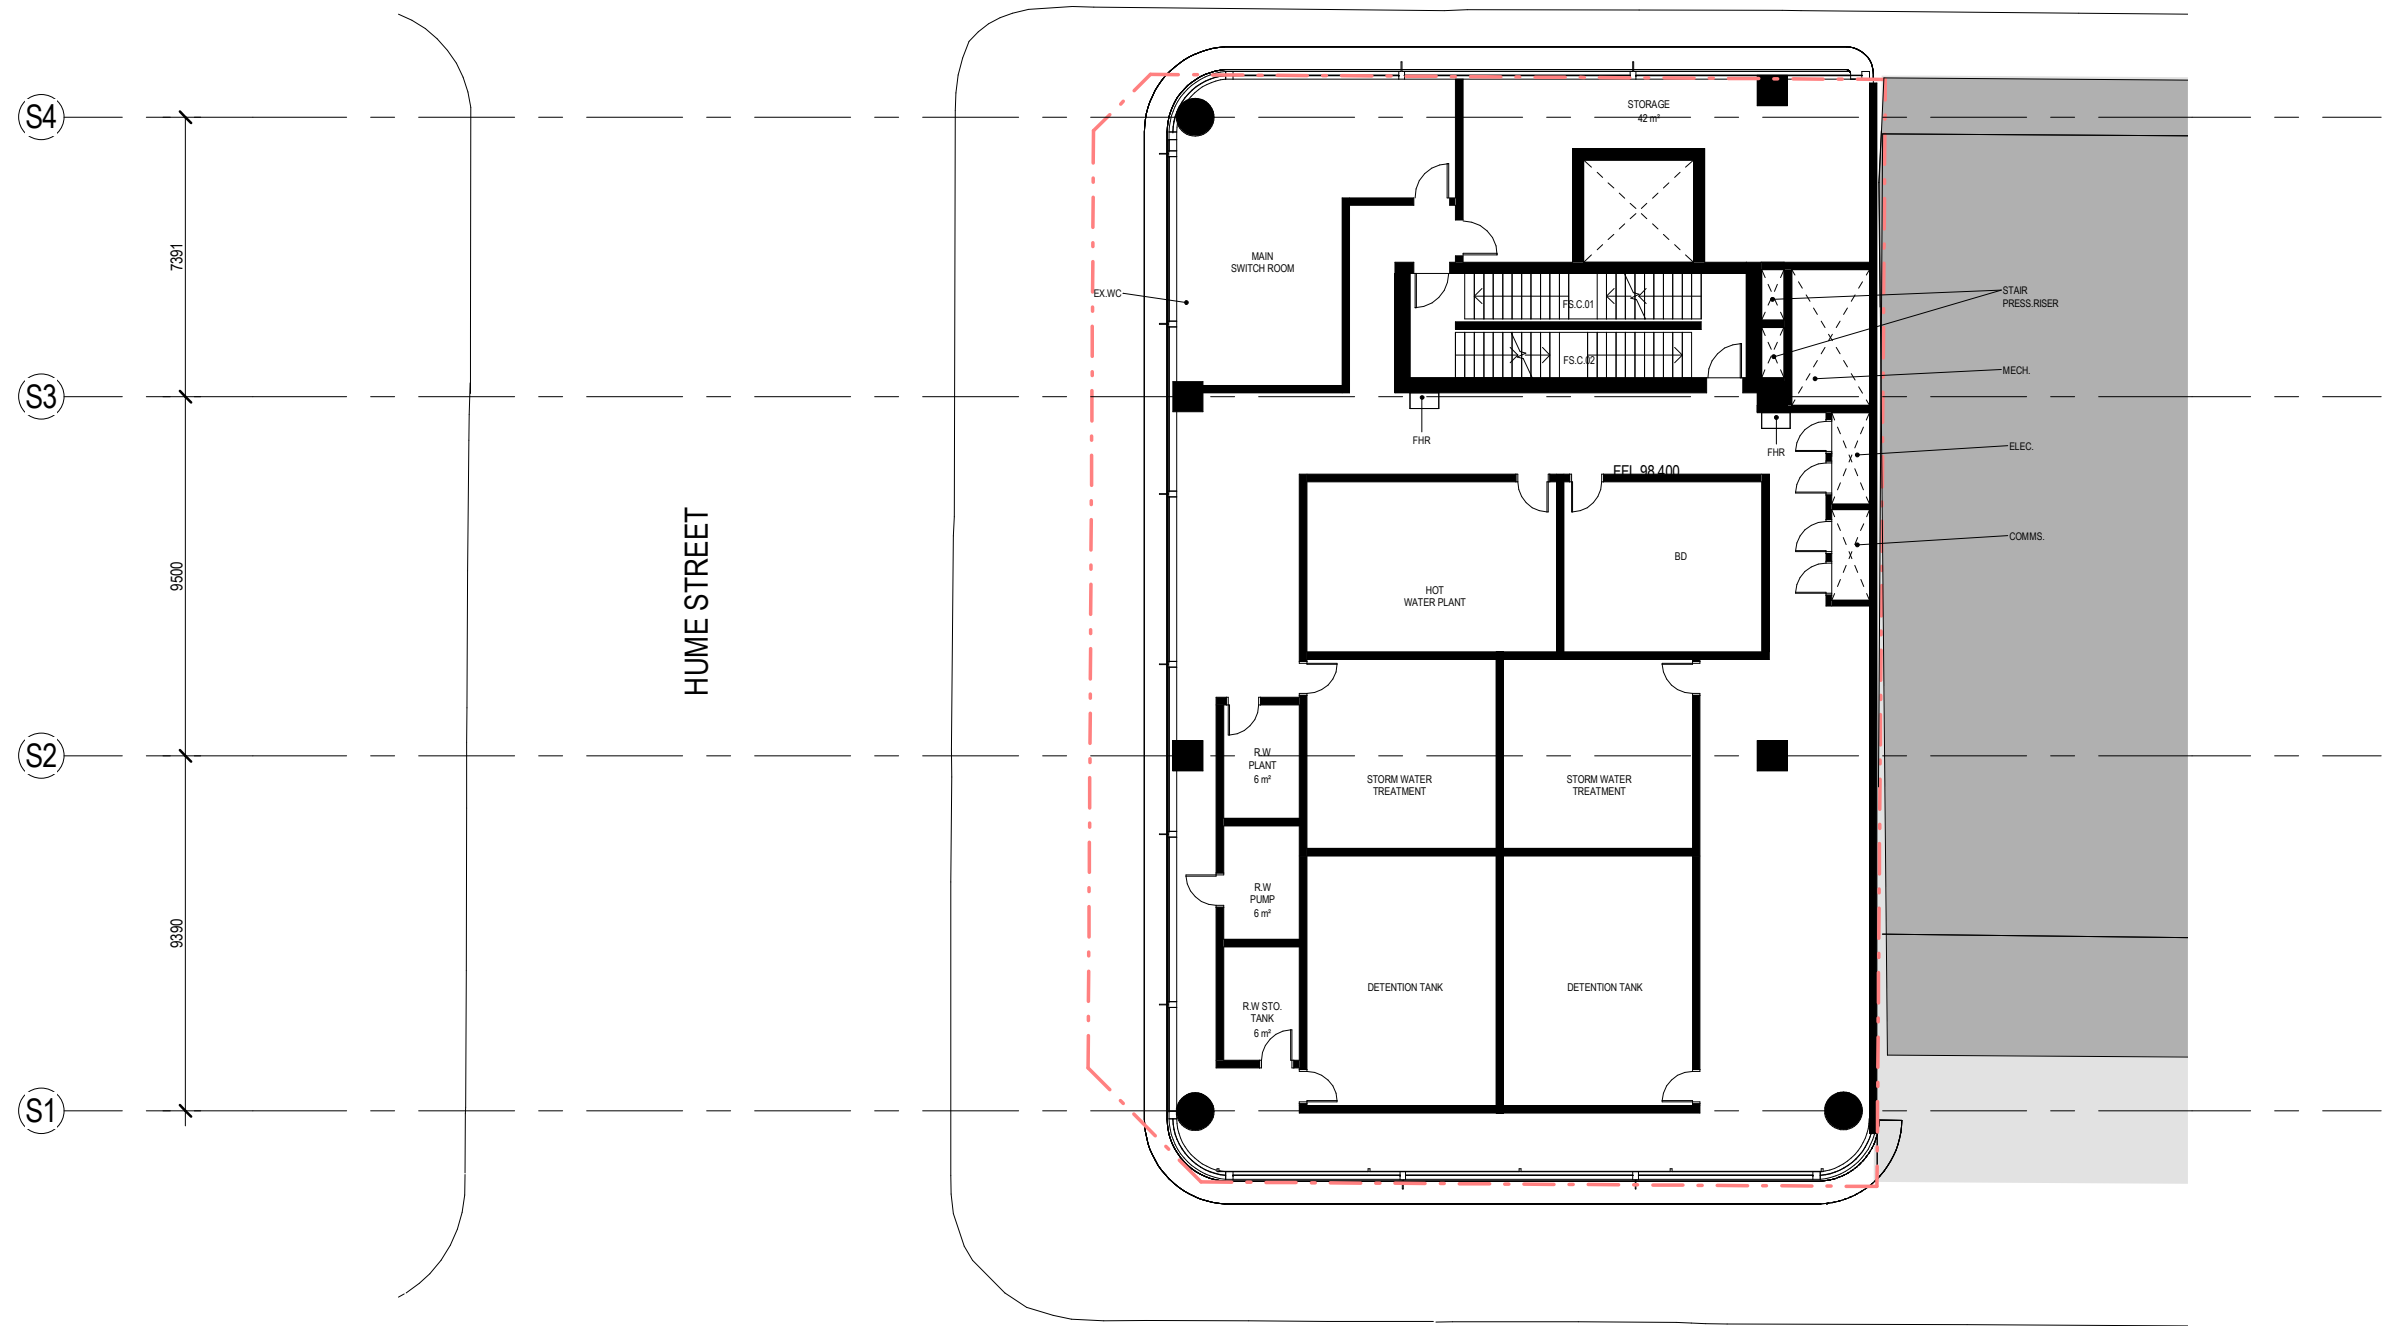 S4
STORAGE
42 m²
7391
MAIN
SWITCH ROOM
EX.WC
FS.C.01
STAIR
PRESS.RISER
FS.C.02
MECH.
S3
FHR
FHR
ELEC.
FFL 98.400
COMMS.
BD
9500
HUME STREET
HOT
WATER PLANT
S2
R.W
PLANT
6 m²
STORM WATER
TREATMENT
STORM WATER
TREATMENT
R.W
PUMP
6 m²
9390
DETENTION TANK
DETENTION TANK
R.W STO.
TANK
6 m²
S1